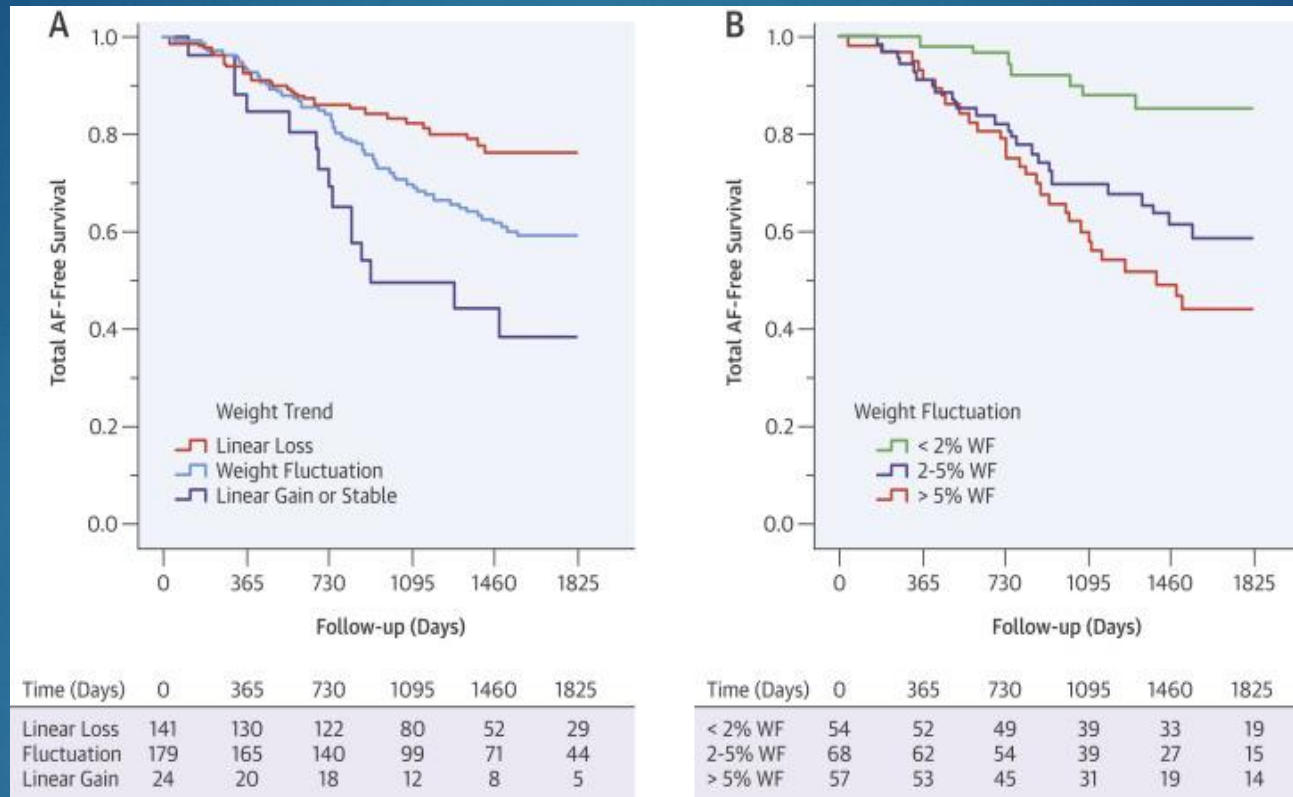 A
1.0
0.8
0.6
0.4
0.2
0.0
Total AF-Free Survival
Weight Trend
Linear Loss
Weight Fluctuation
Linear Gain or Stable
0 365 730 1095 1460 1825
Follow-up (Days)
Time (Days) 0 365 730 1095 1460 1825
Linear Loss 141 130 122 80 52 29
Fluctuation 179 165 140 99 71 44
Linear Gain 24 20 18 12 8 5
B
1.0
0.8
0.6
0.4
0.2
0.0
Total AF-Free Survival
Weight Fluctuation
< 2% WF
2-5% WF
> 5% WF
0 365 730 1095 1460 1825
Follow-up (Days)
Time (Days) 0 365 730 1095 1460 1825
< 2% WF 54 52 49 39 33 19
2-5% WF 68 62 54 39 27 15
> 5% WF 57 53 45 31 19 14